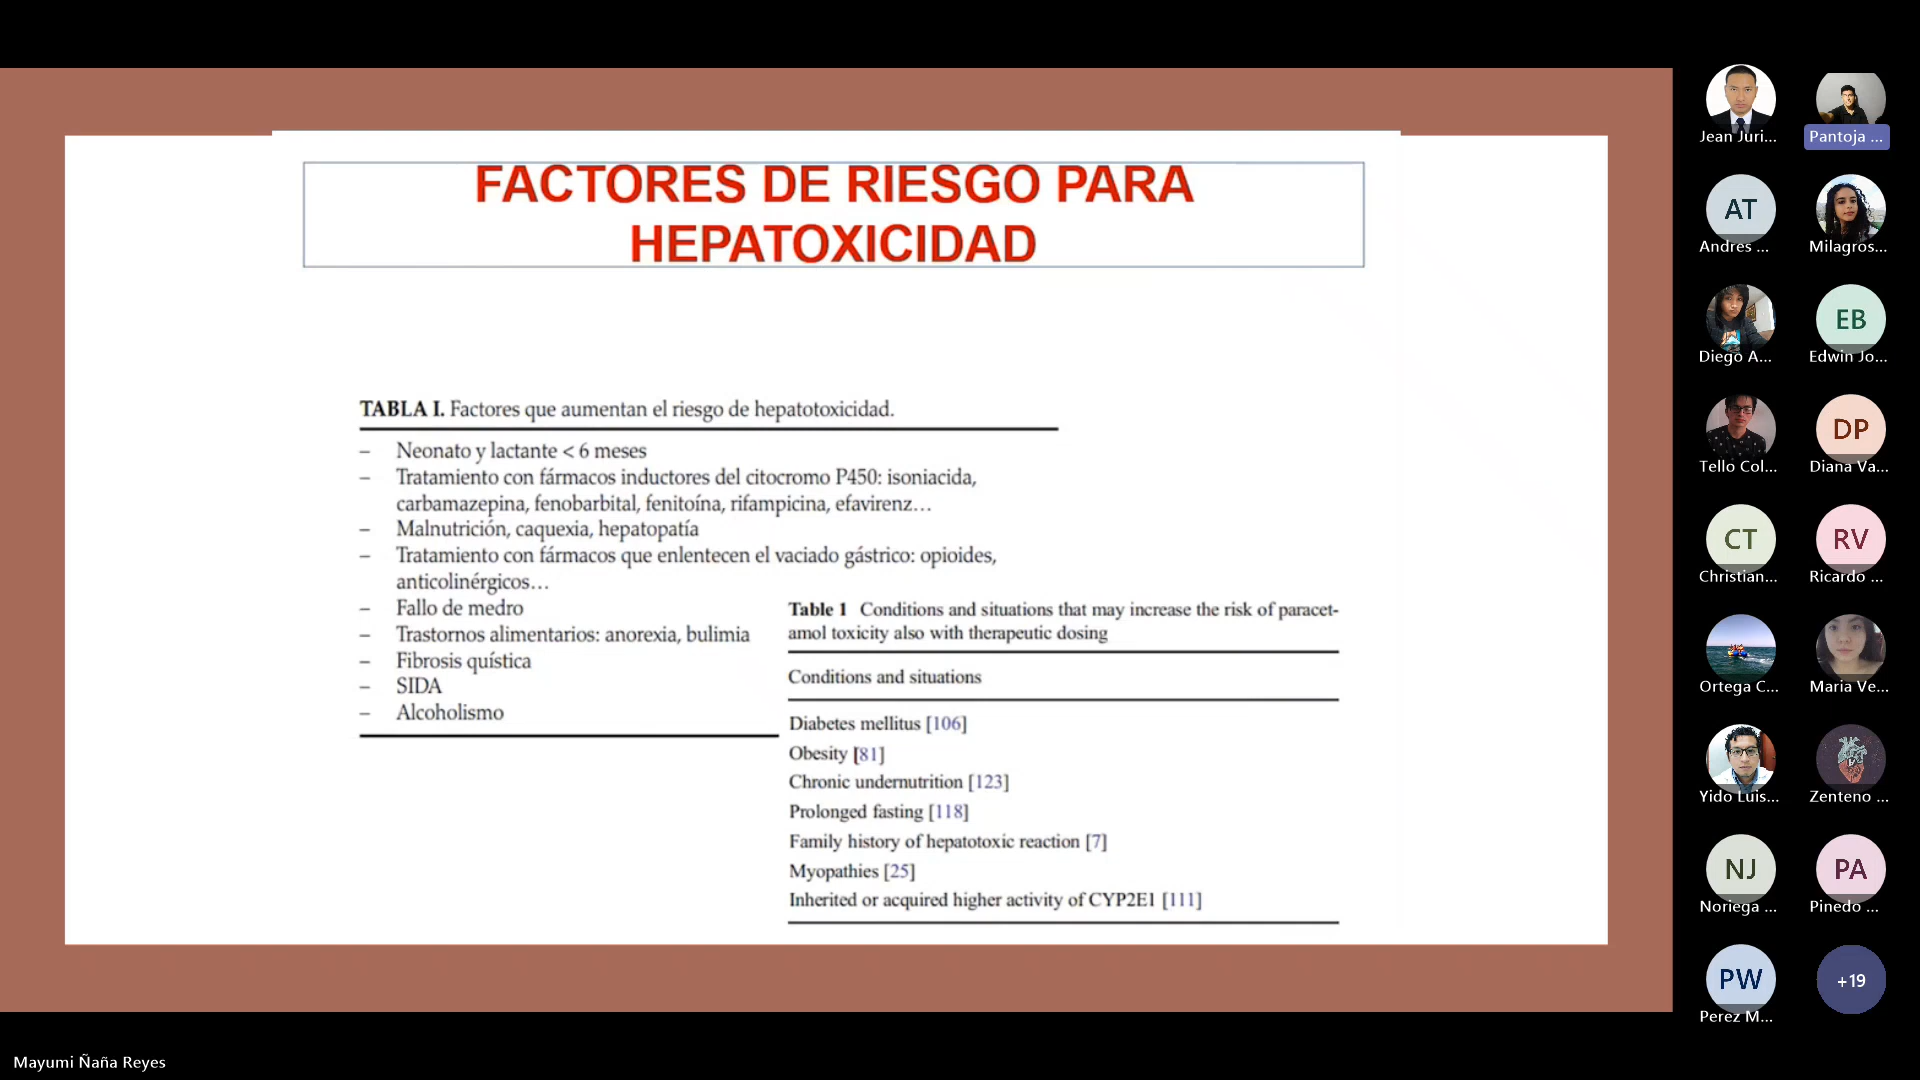 FACTORES DE RIESGO PARA
HEPATOXICIDAD
TABLA I. Factores que aumentan el riesgo de hepatotoxicidad.
– Neonato y lactante < 6 meses
– Tratamiento con fármacos inductores del citocromo P450: isoniacida,
carbamazepina, fenobarbital, fenitoína, rifampicina, efavirenz…
– Malnutrición, caquexia, hepatopatía
– Tratamiento con fármacos que enlentecen el vaciado gástrico: opioides,
anticolinérgicos…
– Fallo de medro
– Trastornos alimentarios: anorexia, bulimia
– Fibrosis quística
– SIDA
– Alcoholismo
Table 1 Conditions and situations that may increase the risk of paracet-
amol toxicity also with therapeutic dosing
Conditions and situations
Diabetes mellitus [106]
Obesity [81]
Chronic undernutrition [123]
Prolonged fasting [118]
Family history of hepatotoxic reaction [7]
Myopathies [25]
Inherited or acquired higher activity of CYP2E1 [111]
Jean Juri...
Pantoja ...
AT
Andres ...
Milagros...
Diego A...
EB
Edwin Jo...
Tello Col...
DP
Diana Va...
CT
Christian...
RV
Ricardo ...
Ortega C...
Maria Ve...
Yido Luis...
Zenteno ...
NJ
Noriega ...
PA
Pinedo ...
PW
Perez M...
+19
Mayumi Ñaña Reyes